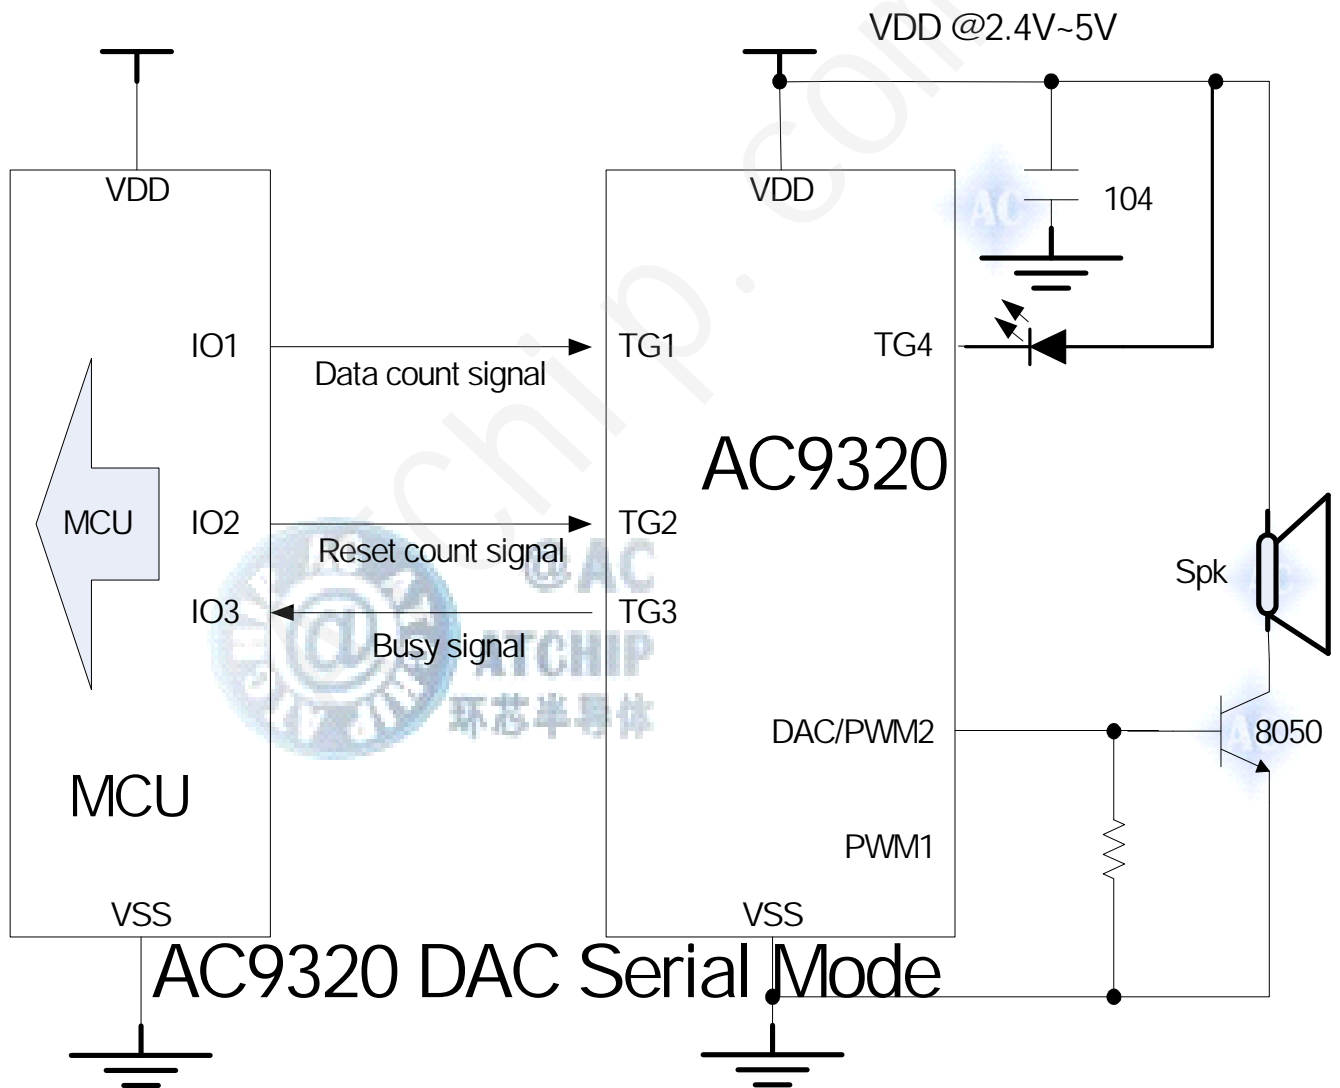 VDD @2.4V~5V
VDD
VDD
104
IO1
Data count signal
TG1
TG4
AC9320
MCU
IO2
Reset count signal
TG2
@AC
Spk
IO3
Busy signal
TG3
ATCHIP
环芯半导体
DAC/PWM2
8050
MCU
PWM1
VSS
VSS
AC9320 DAC Serial Mode